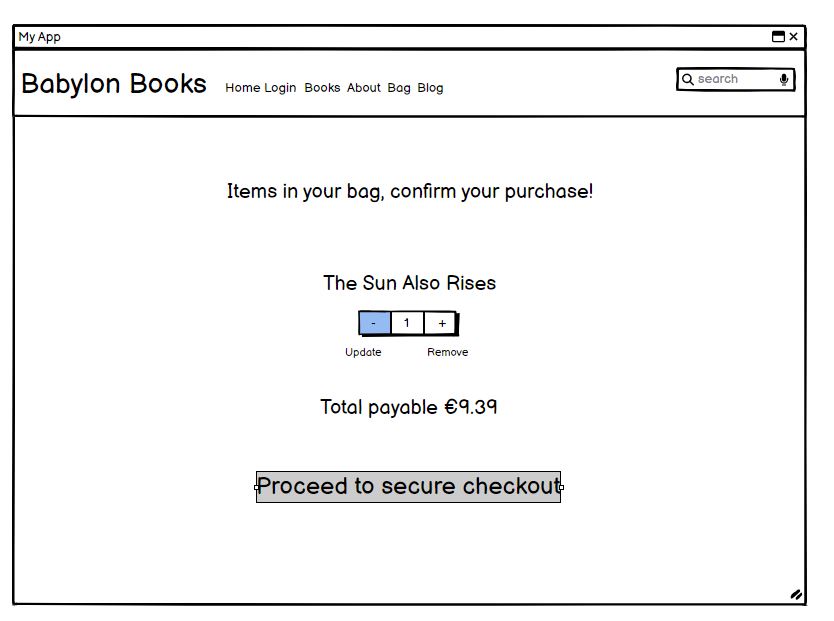 My App
Babylon Books
Home Login Books About Bag Blog
search
Items in your bag, confirm your purchase!
The Sun Also Rises
- 1 +
Update Remove
Total payable €9.39
Proceed to secure checkout